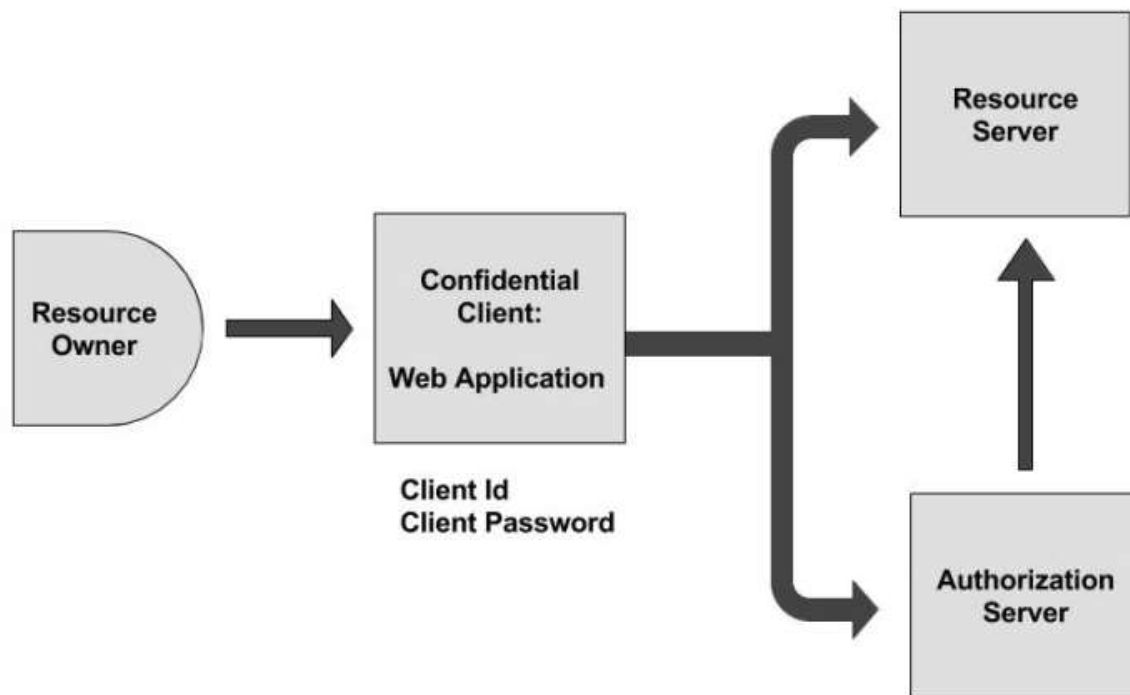 Resource
Owner
Confidential
Client:
Web Application
Client Id
Client Password
Resource
Server
Authorization
Server